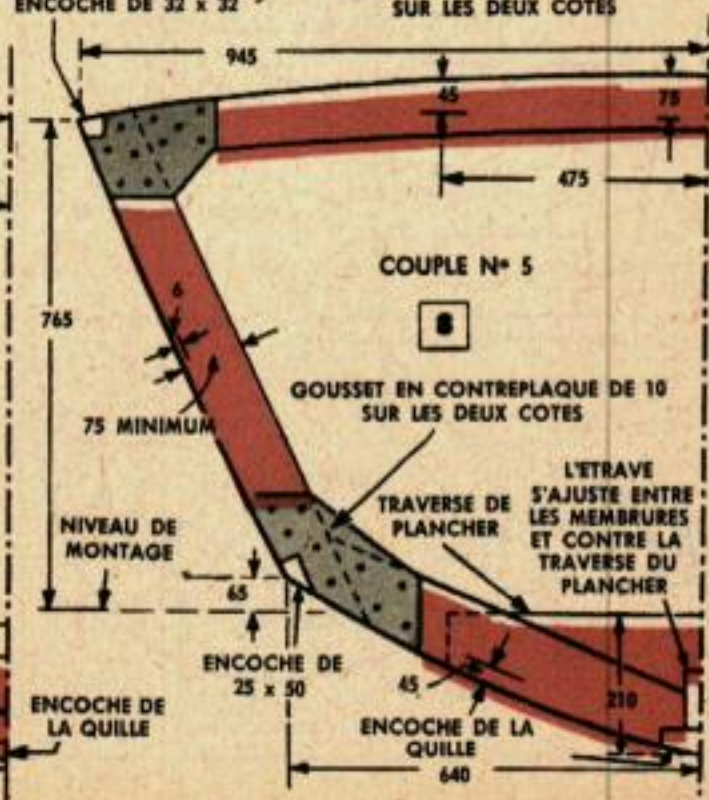 ENCOCHE DE 32 x 32
SUR LES DEUX COTES
945
45
75
475
COUPLE Nº 5
8
765
6
75 MINIMUM
GOUSSET EN CONTREPLAQUE DE 10
SUR LES DEUX COTES
L'ETRAVE
S'AJUSTE ENTRE
LES MEMBRURES
ET CONTRE LA
TRAVERSE DU
PLANCHER
TRAVERSE DE
PLANCHER
NIVEAU DE
MONTAGE
65
ENCOCHE DE
25 x 50
45
210
ENCOCHE DE
LA QUILLE
ENCOCHE DE LA
QUILLE
640